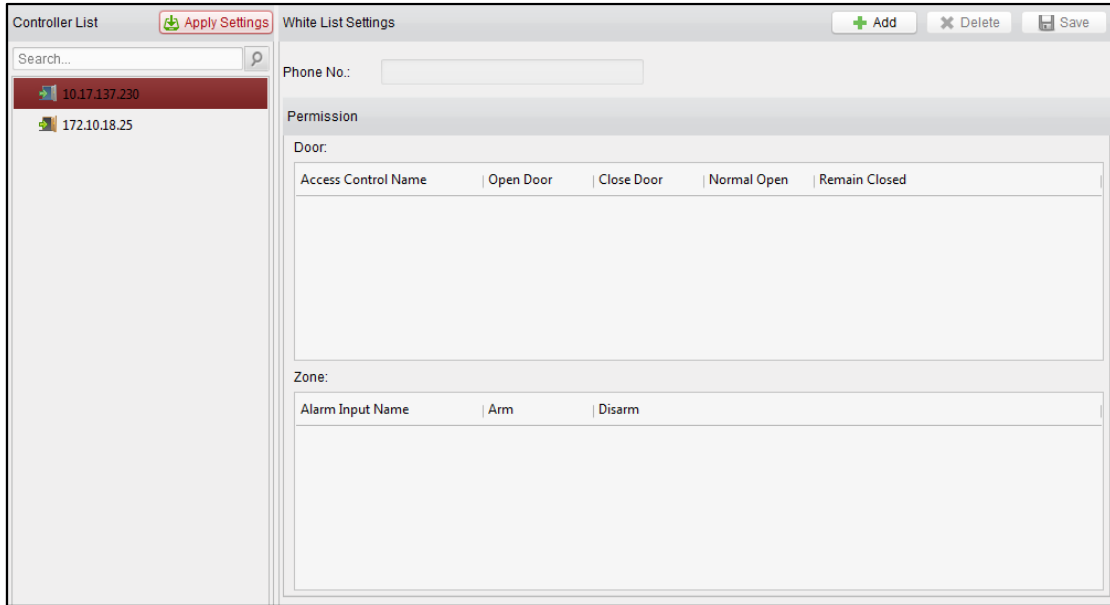 Controller List
Apply Settings
White List Settings
Add
Delete
Save
Search...
Phone No.:
10.17.137.230
172.10.18.25
Permission
Door:
Access Control Name Open Door Close Door Normal Open Remain Closed
Zone:
Alarm Input Name Arm Disarm